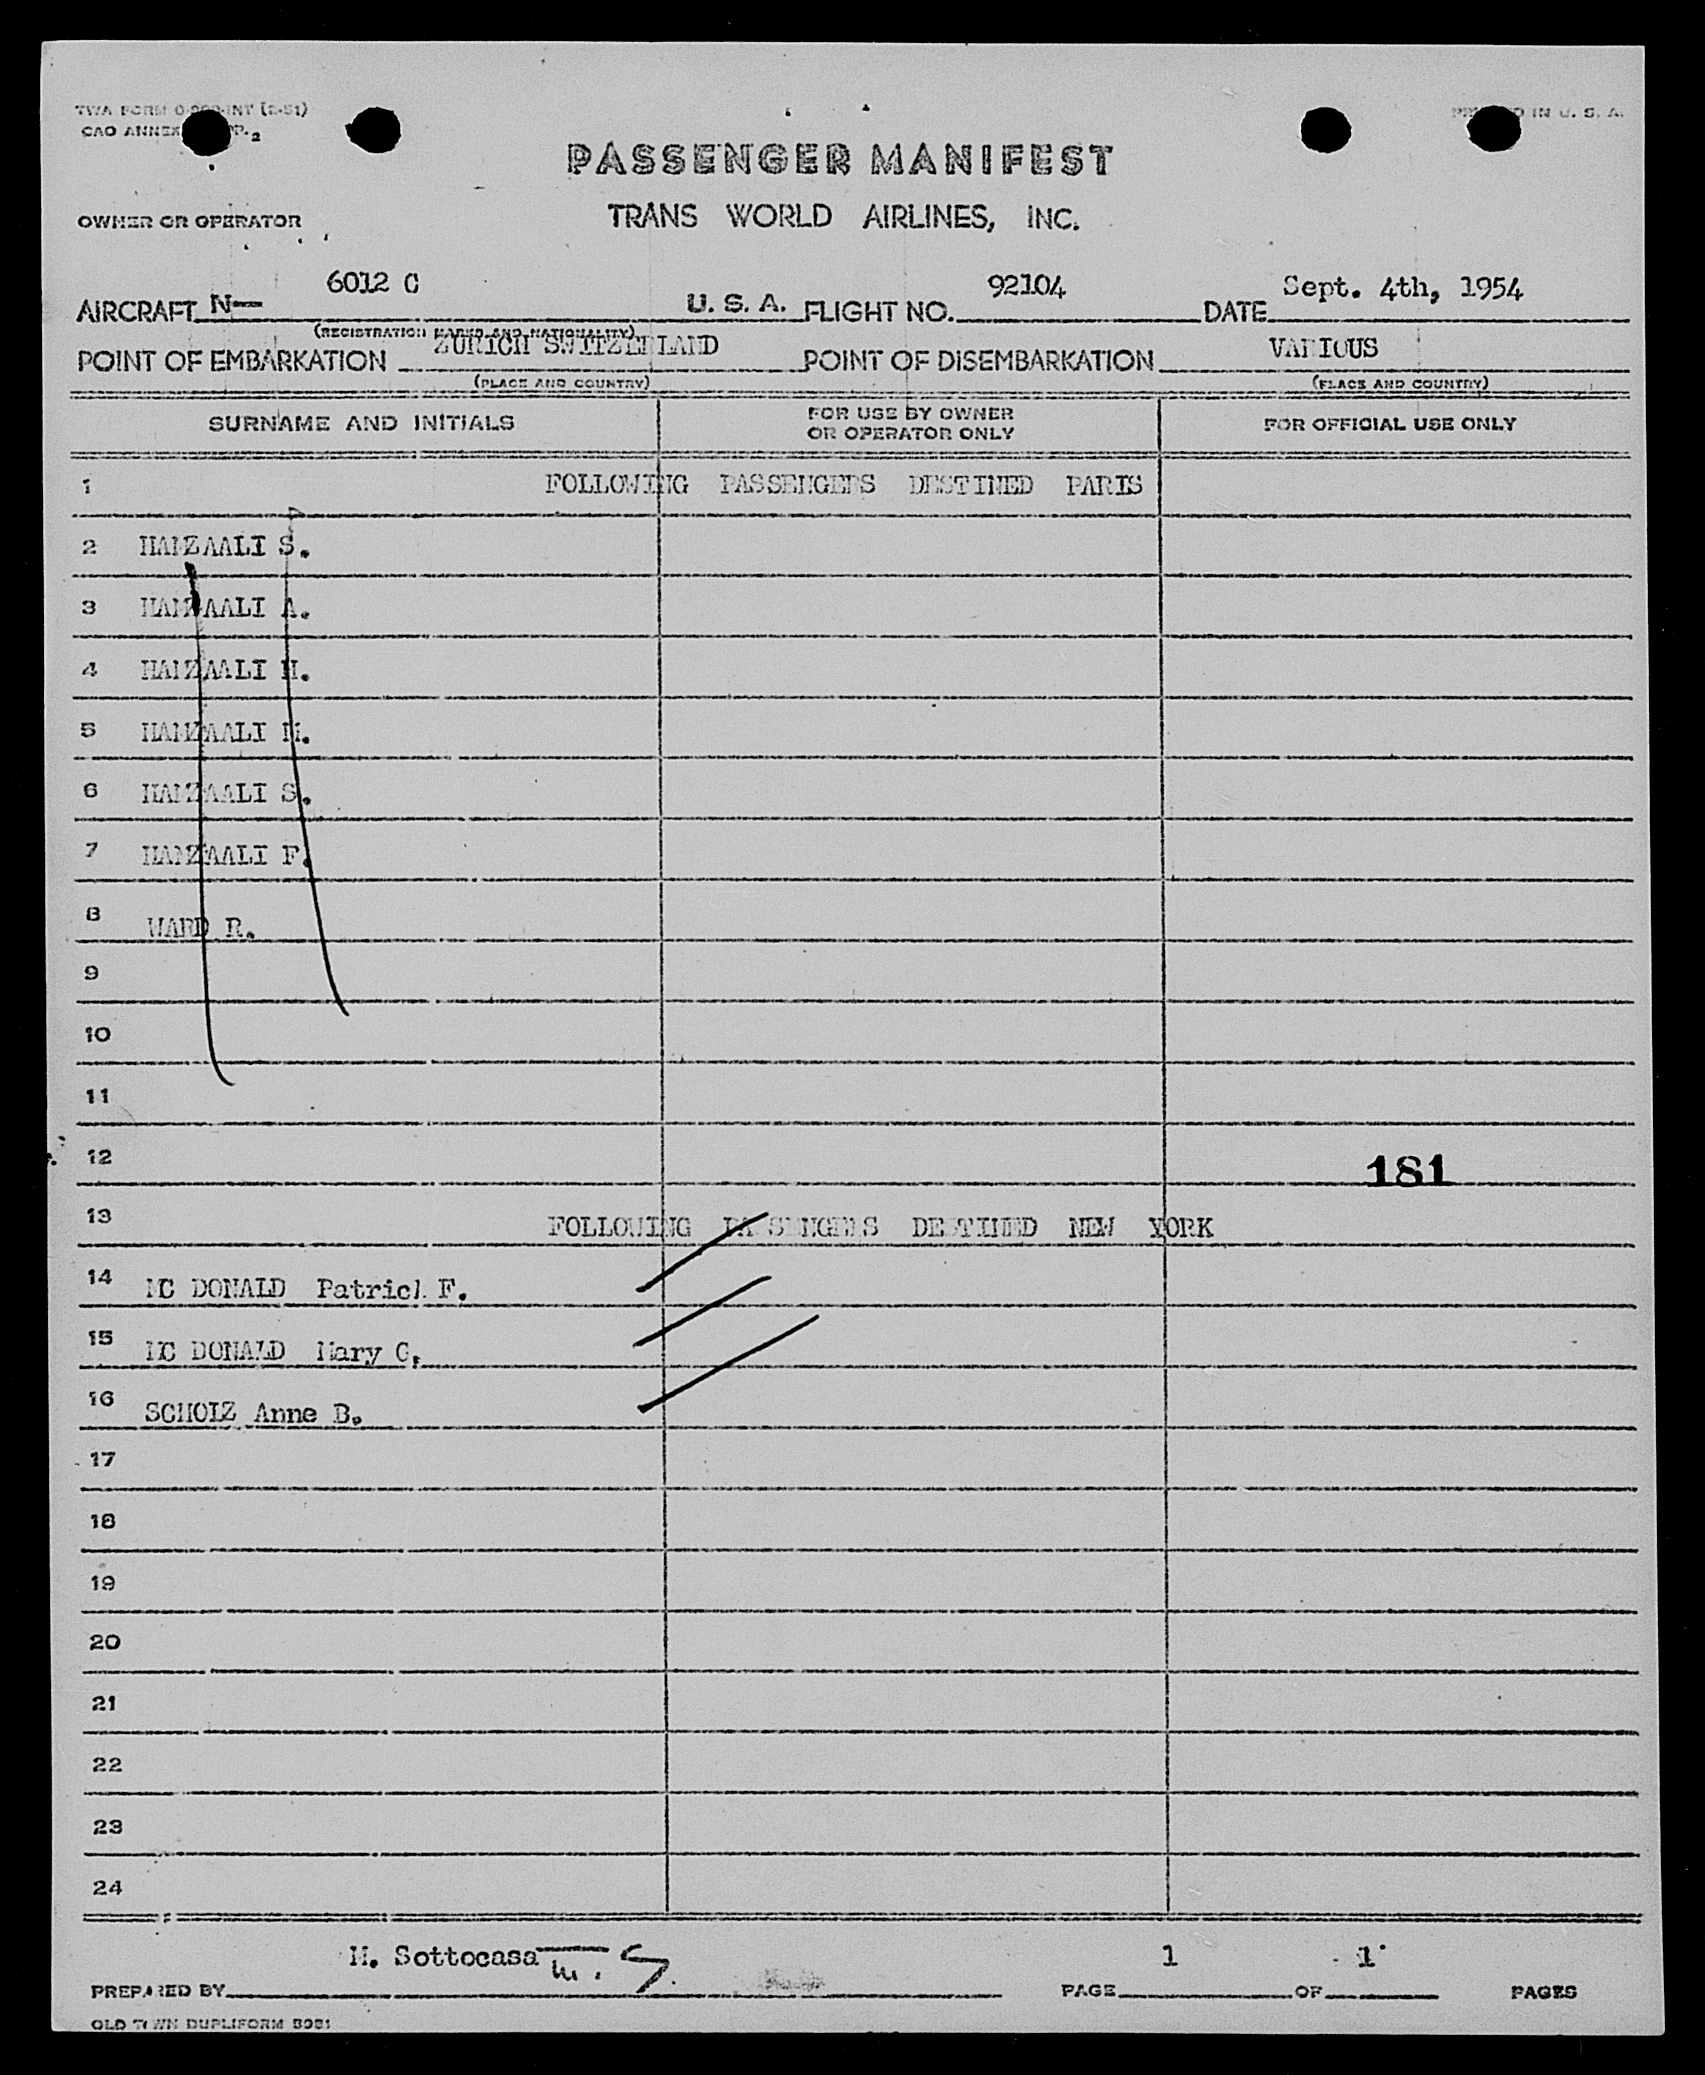 TWA FORM INT (2-51)
PRINTED IN U. S. A.
CAO ANNEX 2
PASSENGER MANIFEST
OWNER OR OPERATOR
TRANS WORLD AIRLINES, INC.
AIRCRAFT N— 6012 C U. S. A. FLIGHT NO. 92104 DATE Sept. 4th, 1954
(REGISTRATION MARKS AND NATIONALITY)
POINT OF EMBARKATION ZURICH SWITZERLAND POINT OF DISEMBARKATION VARIOUS
(PLACE AND COUNTRY) (PLACE AND COUNTRY)
SURNAME AND INITIALS FOR USE BY OWNER OR OPERATOR ONLY FOR OFFICIAL USE ONLY
1 FOLLOWING PASSENGERS DESTINED PARIS
2 HAMZAALI S.
3 HAMZAALI A.
4 HAMZAALI H.
5 HAMZAALI M.
6 HAMZAALI S.
7 HAMZAALI F.
8 WARD R.
9
10
11
12
181
13 FOLLOWING PASSENGERS DESTINED NEW YORK
14 MC DONALD Patrick F.
15 MC DONALD Mary C.
16 SCHOLZ Anne B.
17
18
19
20
21
22
23
24
PREPARED BY M. Sottocasa M. S. PAGE 1 OF 1 PAGES
OLD TOWN DUPLIFORM